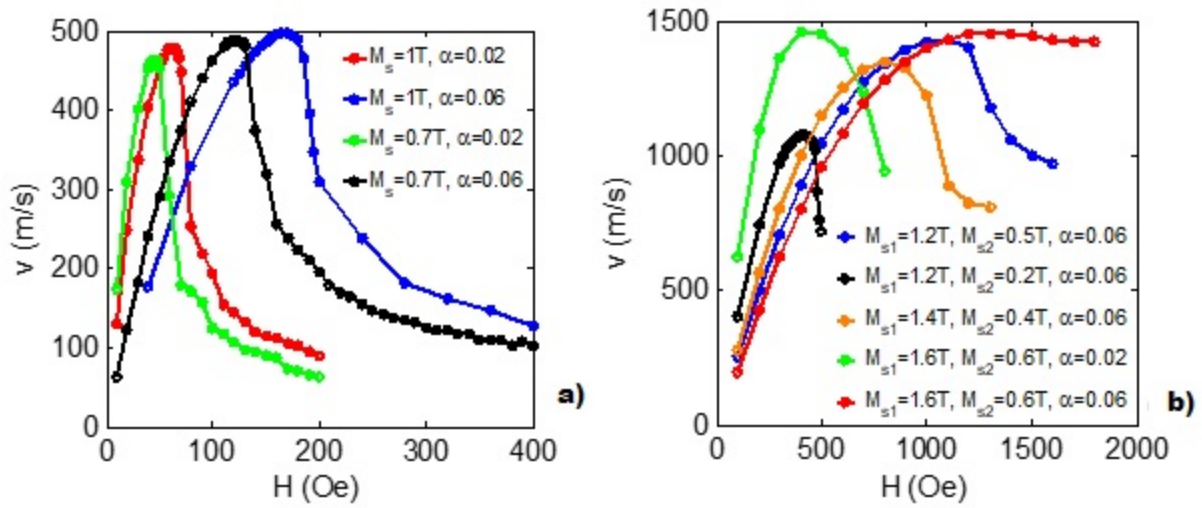 500
400
300
200
100
0
v (m/s)
0 100 200 300 400
H (Oe)
Ms=1T, α=0.02
Ms=1T, α=0.06
Ms=0.7T, α=0.02
Ms=0.7T, α=0.06
a)
1500
1000
500
0
v (m/s)
0 500 1000 1500 2000
H (Oe)
Ms1=1.2T, Ms2=0.5T, α=0.06
Ms1=1.2T, Ms2=0.2T, α=0.06
Ms1=1.4T, Ms2=0.4T, α=0.06
Ms1=1.6T, Ms2=0.6T, α=0.02
Ms1=1.6T, Ms2=0.6T, α=0.06
b)